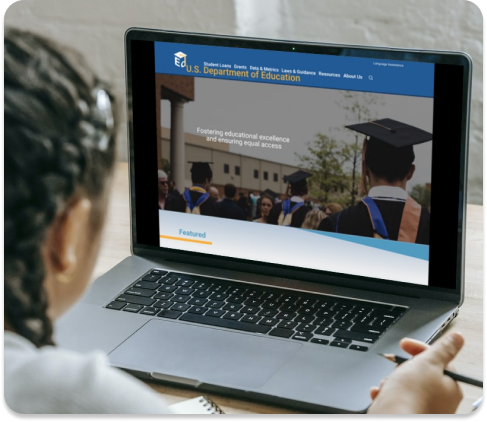 Language Assistance
Student Loans Grants Data & Metrics Laws & Guidance Resources About Us
ED U.S. Department of Education
Fostering educational excellence
and ensuring equal access
Featured